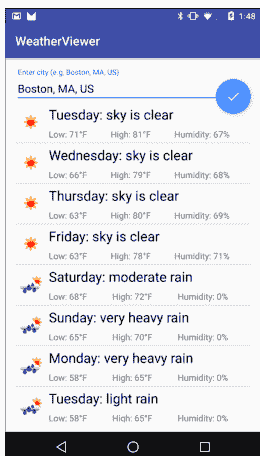 1:48
WeatherViewer
Enter city (e.g. Boston, MA, US)
Boston, MA, US
Tuesday: sky is clear
Low: 71°F High: 81°F Humidity: 67%
Wednesday: sky is clear
Low: 66°F High: 79°F Humidity: 68%
Thursday: sky is clear
Low: 63°F High: 80°F Humidity: 69%
Friday: sky is clear
Low: 63°F High: 78°F Humidity: 71%
Saturday: moderate rain
Low: 68°F High: 72°F Humidity: 0%
Sunday: very heavy rain
Low: 65°F High: 70°F Humidity: 0%
Monday: very heavy rain
Low: 58°F High: 65°F Humidity: 0%
Tuesday: light rain
Low: 58°F High: 65°F Humidity: 0%